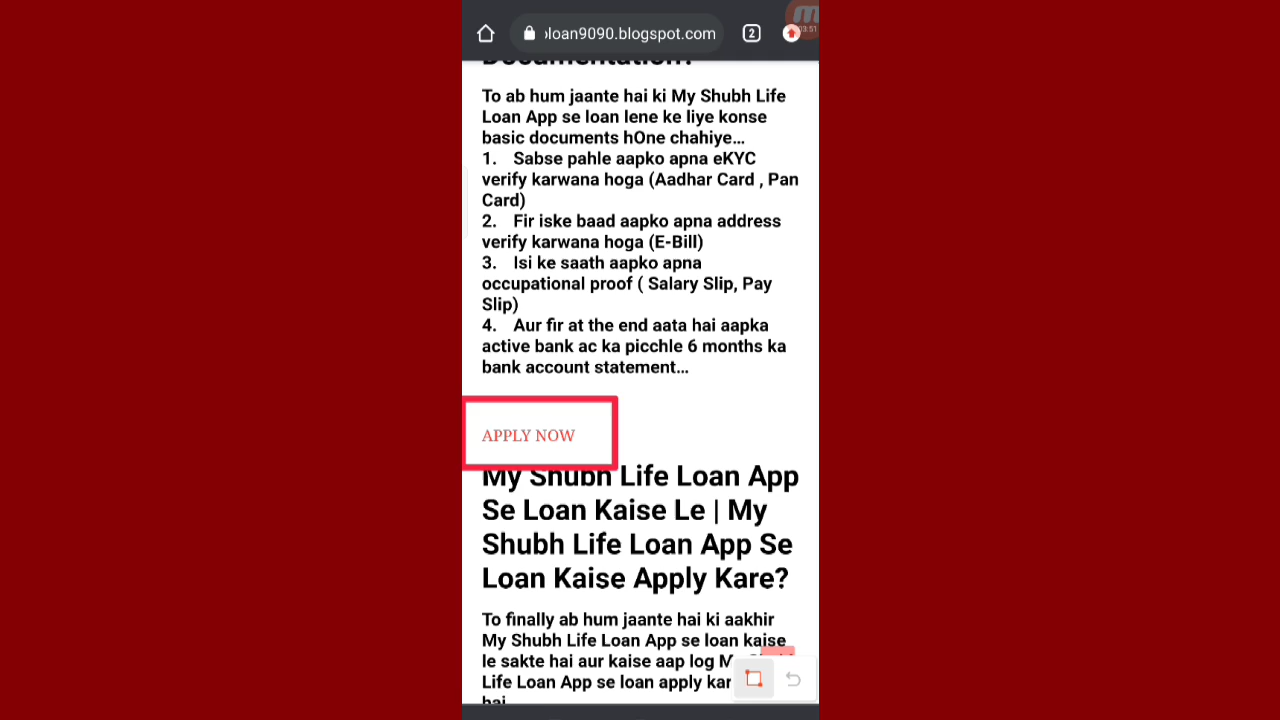 ›loan9090.blogspot.com
2
03:51
Documentation?
To ab hum jaante hai ki My Shubh Life
Loan App se loan lene ke liye konse
basic documents hOne chahiye...
1. Sabse pahle aapko apna eKYC
verify karwana hoga (Aadhar Card , Pan
Card)
2. Fir iske baad aapko apna address
verify karwana hoga (E-Bill)
3. Isi ke saath aapko apna
occupational proof ( Salary Slip, Pay
Slip)
4. Aur fir at the end aata hai aapka
active bank ac ka picchle 6 months ka
bank account statement...
APPLY NOW
My Shubh Life Loan App
Se Loan Kaise Le | My
Shubh Life Loan App Se
Loan Kaise Apply Kare?
To finally ab hum jaante hai ki aakhir
My Shubh Life Loan App se loan kaise
le sakte hai aur kaise aap log
Life Loan App se loan apply kar
hai